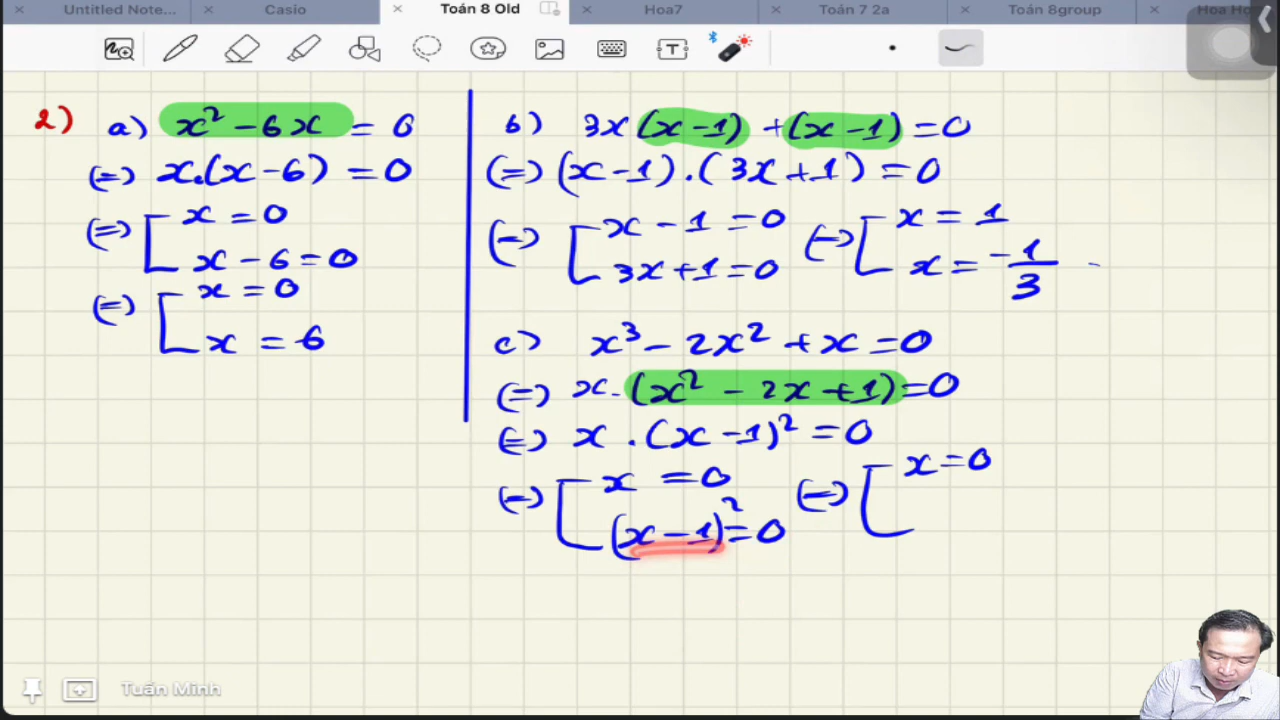 Untitled Note...
Casio
Toán 8 Old
Hoa7
Toán 7 2a
Toán 8group
2) a) x² - 6x = 0
(=) x.(x-6) = 0
(=) [ x = 0
x - 6 = 0
(=) [ x = 0
x = 6
b) 3x(x-1) + (x-1) = 0
(=) (x-1).(3x+1) = 0
(=) [ x - 1 = 0 (=) [ x = 1
3x+1 = 0 x = -1/3
c) x³ - 2x² + x = 0
(=) x.(x² - 2x + 1) = 0
(=) x.(x-1)² = 0
(=) [ x = 0 (=) [ x = 0
(x-1)² = 0
Tuấn Minh